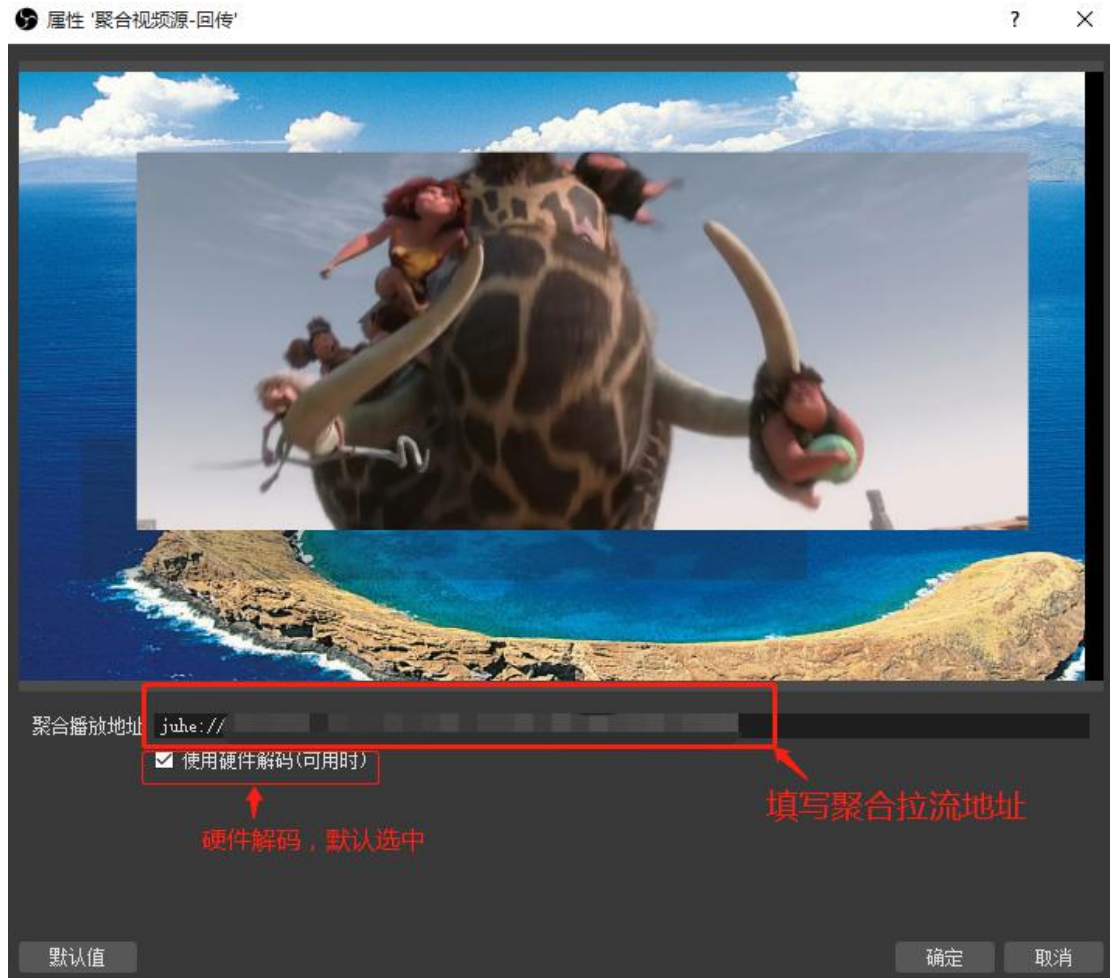 属性 '聚合视频源-回传'
?
聚合播放地址
juhe://
使用硬件解码(可用时)
填写聚合拉流地址
硬件解码，默认选中
默认值
确定
取消